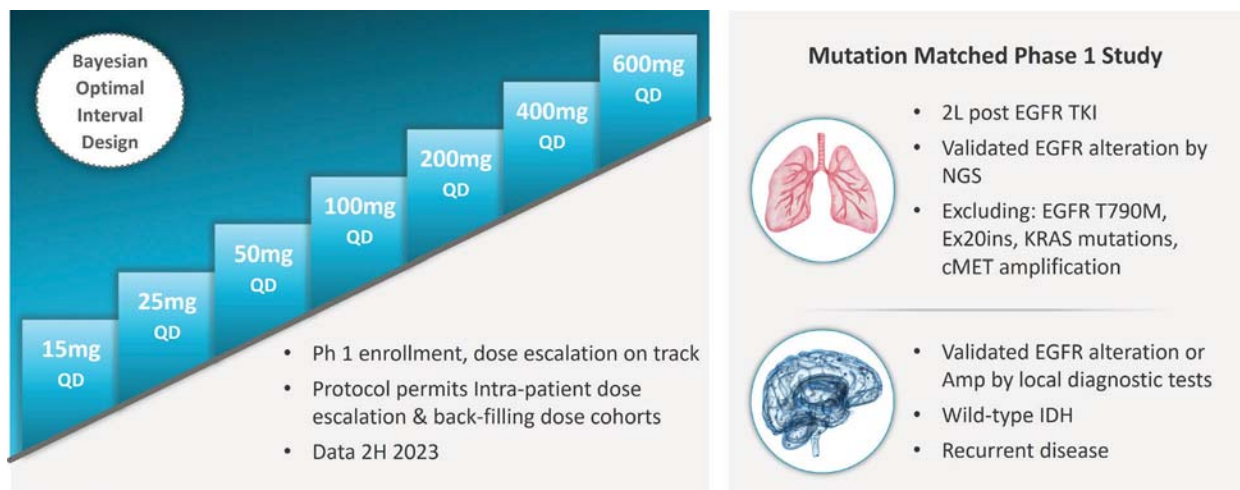 Bayesian
Optimal
Interval
Design
15mg
QD
25mg
QD
50mg
QD
100mg
QD
200mg
QD
400mg
QD
600mg
QD
• Ph 1 enrollment, dose escalation on track
• Protocol permits Intra-patient dose
escalation & back-filling dose cohorts
• Data 2H 2023
Mutation Matched Phase 1 Study
• 2L post EGFR TKI
• Validated EGFR alteration by
NGS
• Excluding: EGFR T790M,
Ex20ins, KRAS mutations,
cMET amplification
• Validated EGFR alteration or
Amp by local diagnostic tests
• Wild-type IDH
• Recurrent disease